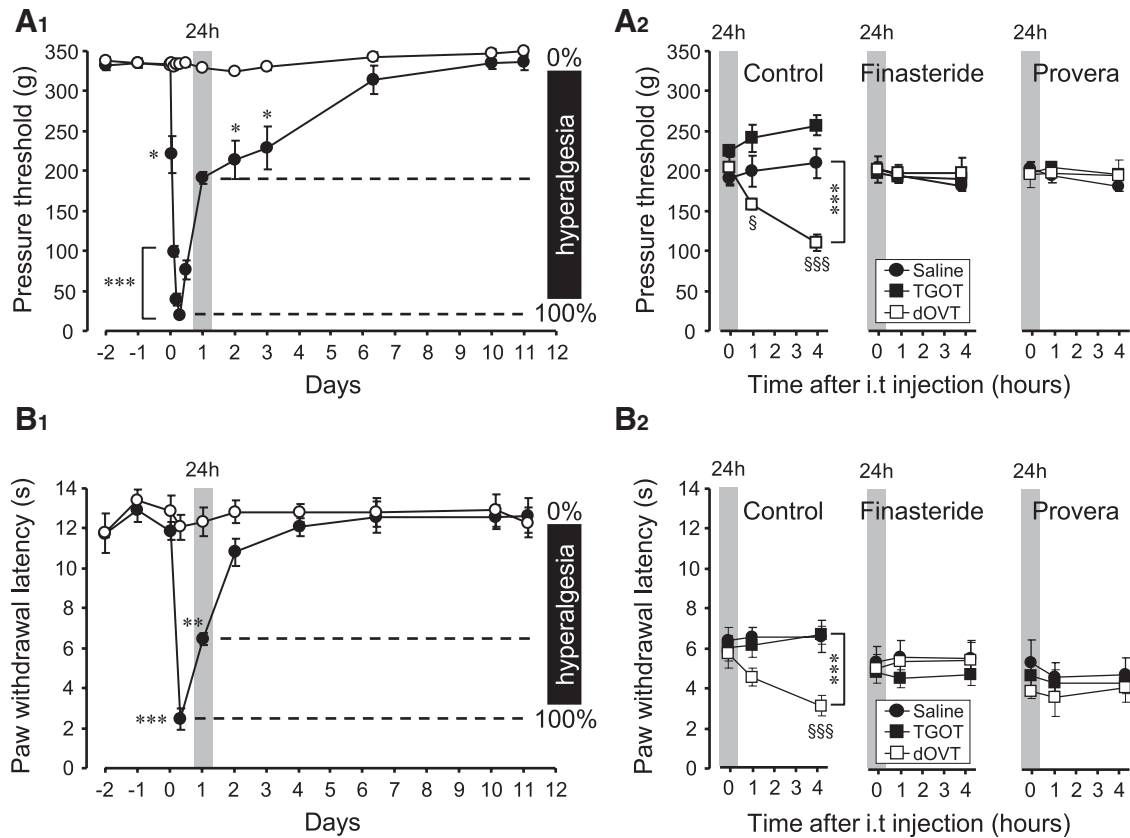 A1
24h
Pressure threshold (g)
350
300
250
200
150
100
50
0
*
***
*
*
0%
hyperalgesia
100%
-2 -1 0 1 2 3 4 5 6 7 8 9 10 11 12
Days
A2
24h 24h 24h
Control Finasteride Provera
Pressure threshold (g)
350
300
250
200
150
100
50
0
***
§
§§§
Saline
TGOT
dOVT
0 1 2 3 4 0 1 2 3 4 0 1 2 3 4
Time after i.t injection (hours)
B1
24h
Paw withdrawal latency (s)
14
12
10
8
6
4
2
0
**
***
0%
hyperalgesia
100%
-2 -1 0 1 2 3 4 5 6 7 8 9 10 11 12
Days
B2
24h 24h 24h
Control Finasteride Provera
Paw withdrawal latency (s)
14
12
10
8
6
4
2
0
***
§§§
Saline
TGOT
dOVT
0 1 2 3 4 0 1 2 3 4 0 1 2 3 4
Time after i.t injection (hours)